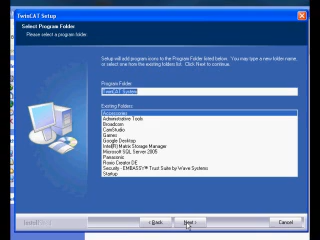 TwinCAT Setup
Select Program Folder
Please select a program folder.
Setup will add program icons to the Program Folder listed below. You may type a new folder name,
or select one from the existing folders list. Click Next to continue.
Program Folder:
TwinCAT System
Existing Folders:
Accessories
Administrative Tools
Broadcom
CamStudio
Games
Google Desktop
Intel(R) Matrix Storage Manager
Microsoft SQL Server 2005
Panasonic
Roxio Creator DE
Security - EMBASSY™ Trust Suite by Wave Systems
Startup
InstallShield
< Back
Next >
Cancel